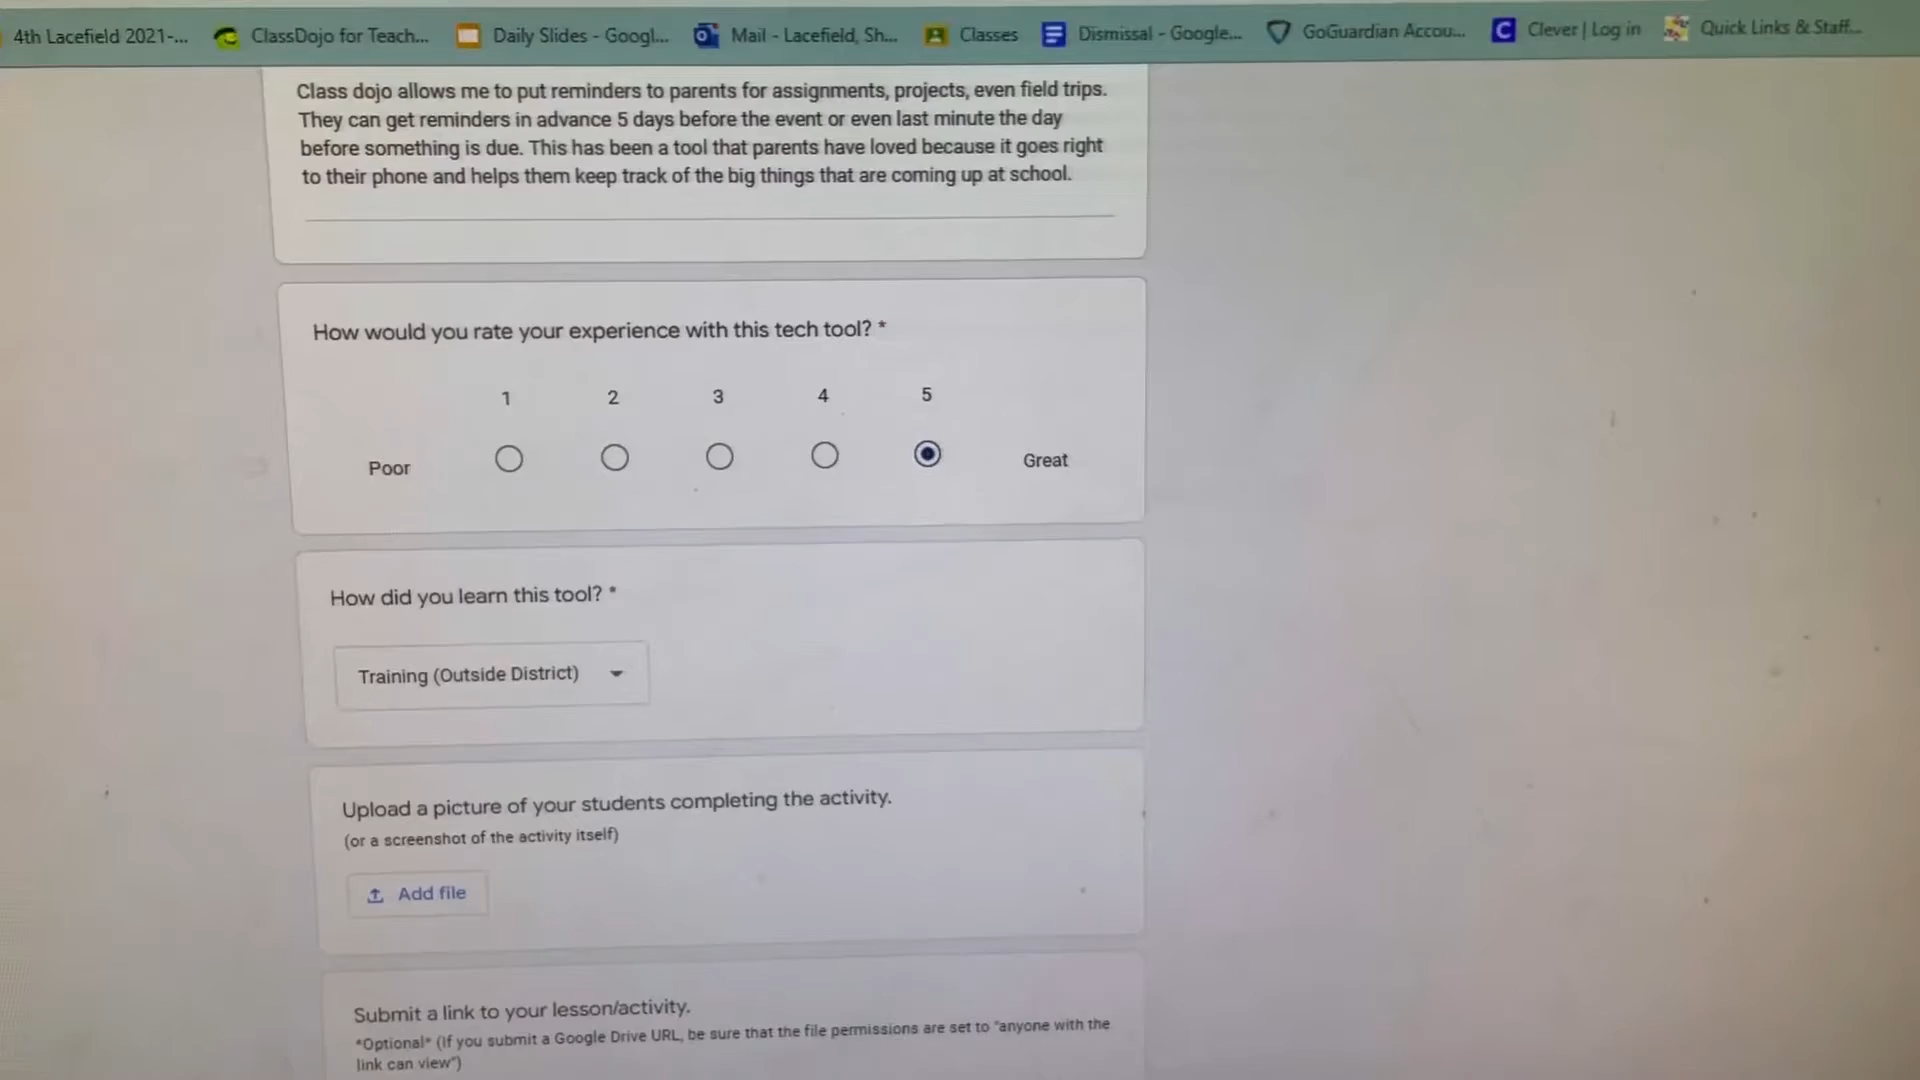 4th Lacefield 2021-... ClassDojo for Teach... Daily Slides - Googl... Mail - Lacefield, Sh... Classes Dismissal - Google... GoGuardian Accou... Clever | Log in Quick Links & Staff...
Class dojo allows me to put reminders to parents for assignments, projects, even field trips.
They can get reminders in advance 5 days before the event or even last minute the day
before something is due. This has been a tool that parents have loved because it goes right
to their phone and helps them keep track of the big things that are coming up at school.
How would you rate your experience with this tech tool? *
1 2 3 4 5
Poor Great
How did you learn this tool? *
Training (Outside District)
Upload a picture of your students completing the activity.
(or a screenshot of the activity itself)
Add file
Submit a link to your lesson/activity.
*Optional* (If you submit a Google Drive URL, be sure that the file permissions are set to "anyone with the
link can view")